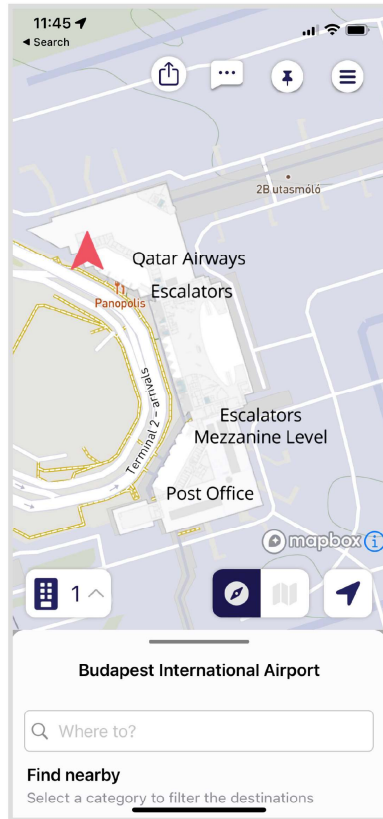 11:45
◄ Search
2B utasmóló
Qatar Airways
Escalators
Panopolis
Terminal 2 - arrivals
Escalators
Mezzanine Level
Post Office
mapbox
1
Budapest International Airport
Where to?
Find nearby
Select a category to filter the destinations